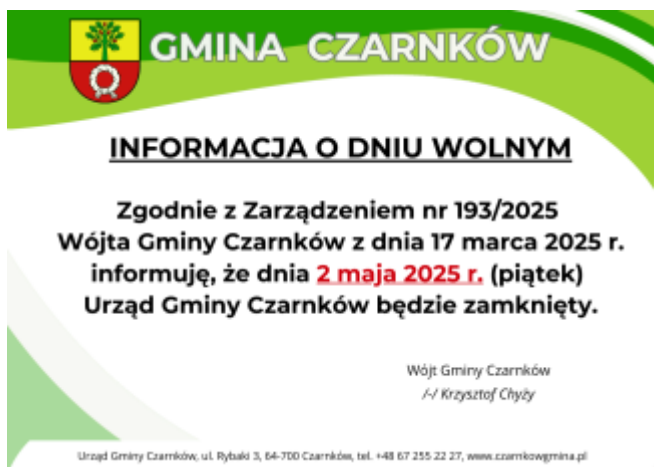 GMINA CZARNKÓW
INFORMACJA O DNIU WOLNYM
Zgodnie z Zarządzeniem nr 193/2025
Wójta Gminy Czarnków z dnia 17 marca 2025 r.
informuję, że dnia 2 maja 2025 r. (piątek)
Urząd Gminy Czarnków będzie zamknięty.
Wójt Gminy Czarnków
/-/ Krzysztof Chyży
Urząd Gminy Czarnków, ul. Rybaki 3, 64-700 Czarnków, tel. +48 67 255 22 27, www.czarnkowgmina.pl